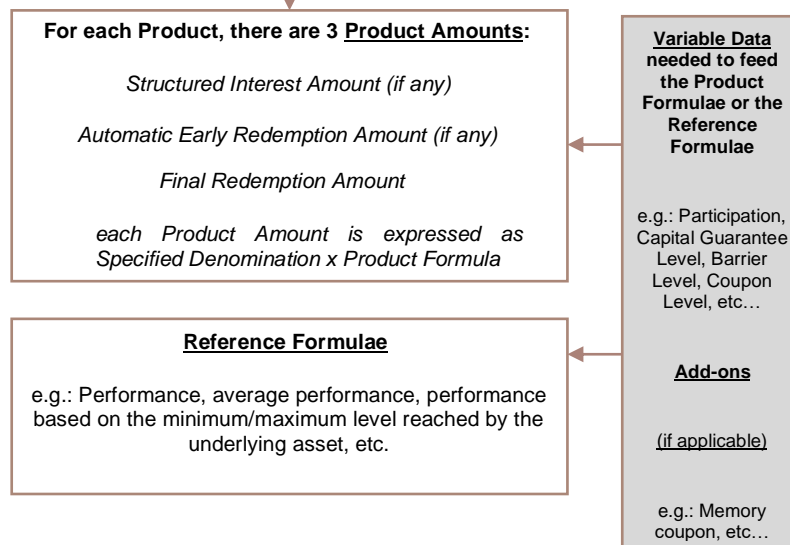 For each Product, there are 3 Product Amounts:
Structured Interest Amount (if any)
Automatic Early Redemption Amount (if any)
Final Redemption Amount
each Product Amount is expressed as
Specified Denomination x Product Formula
Reference Formulae
e.g.: Performance, average performance, performance
based on the minimum/maximum level reached by the
underlying asset, etc.
Variable Data
needed to feed
the Product
Formulae or the
Reference
Formulae
e.g.: Participation,
Capital Guarantee
Level, Barrier
Level, Coupon
Level, etc…
Add-ons
(if applicable)
e.g.: Memory
coupon, etc…